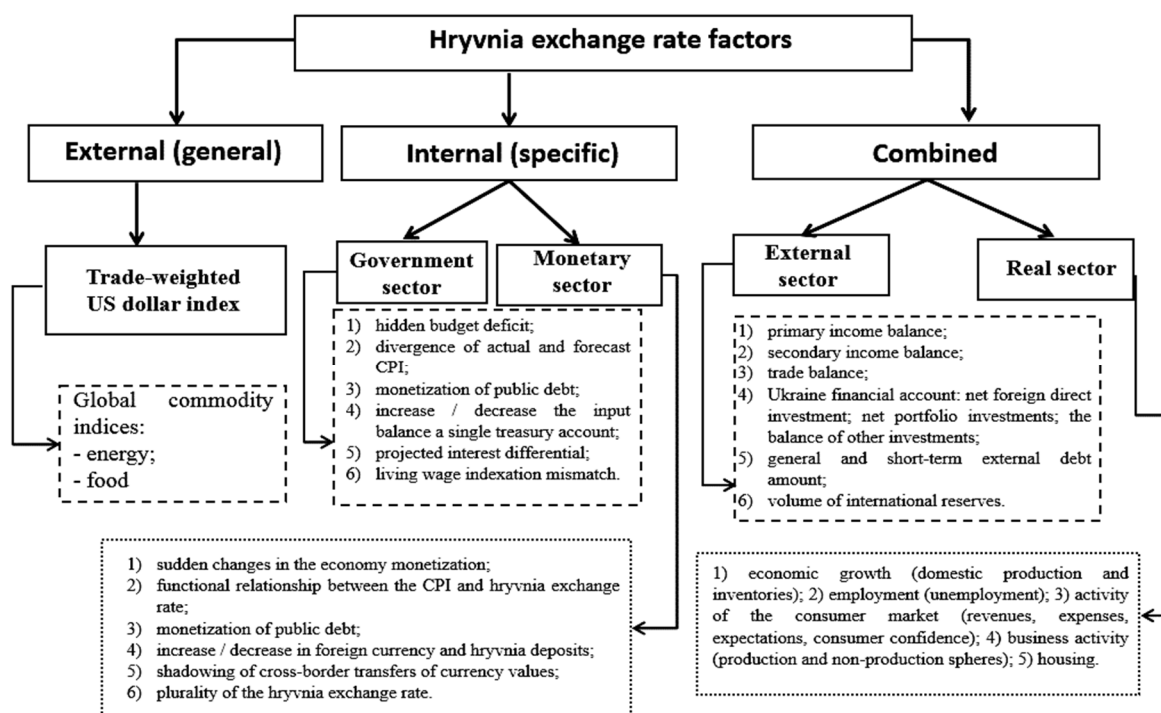 Hryvnia exchange rate factors
External (general)
Internal (specific)
Combined
Trade-weighted
US dollar index
Government
sector
Monetary
sector
External
sector
Real sector
Global commodity
indices:
- energy;
- food
1) hidden budget deficit;
2) divergence of actual and forecast
CPI;
3) monetization of public debt;
4) increase / decrease the input
balance a single treasury account;
5) projected interest differential;
6) living wage indexation mismatch.
1) primary income balance;
2) secondary income balance;
3) trade balance;
4) Ukraine financial account: net foreign direct
investment; net portfolio investments; the
balance of other investments;
5) general and short-term external debt
amount;
6) volume of international reserves.
1) sudden changes in the economy monetization;
2) functional relationship between the CPI and hryvnia exchange
rate;
3) monetization of public debt;
4) increase / decrease in foreign currency and hryvnia deposits;
5) shadowing of cross-border transfers of currency values;
6) plurality of the hryvnia exchange rate.
1) economic growth (domestic production and
inventories); 2) employment (unemployment); 3) activity
of the consumer market (revenues, expenses,
expectations, consumer confidence); 4) business activity
(production and non-production spheres); 5) housing.